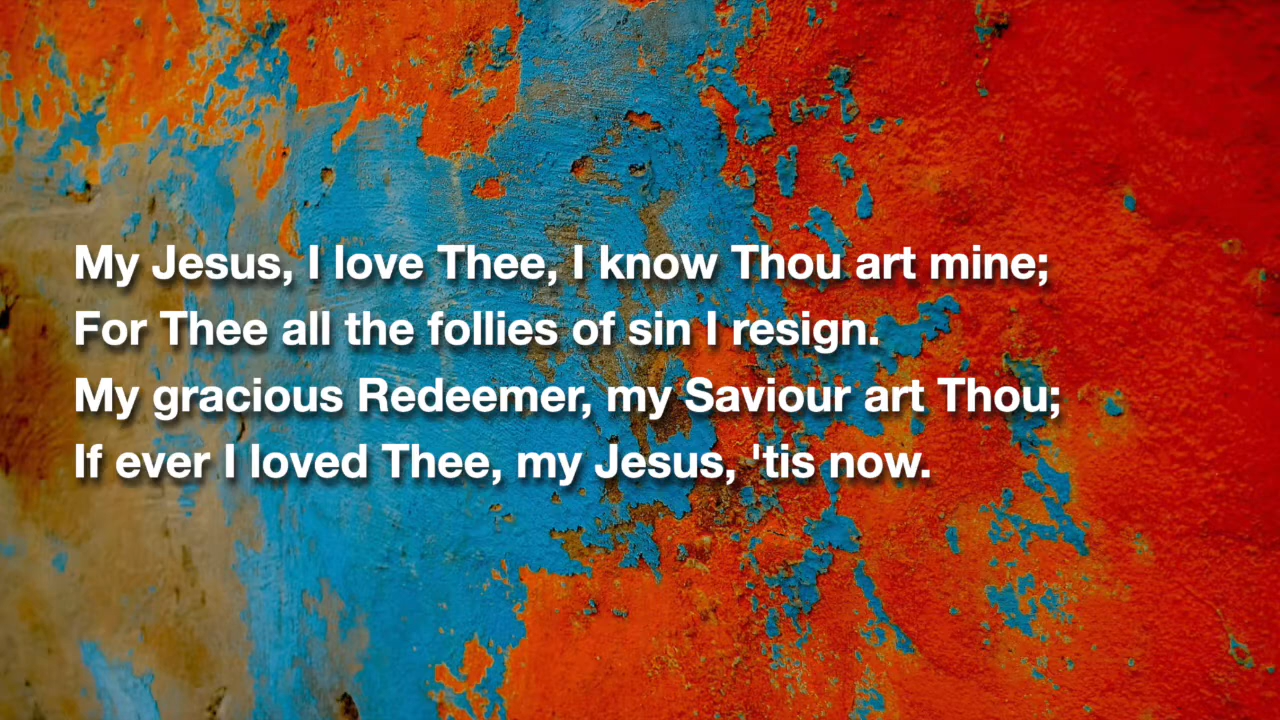 My Jesus, I love Thee, I know Thou art mine;
For Thee all the follies of sin I resign.
My gracious Redeemer, my Saviour art Thou;
If ever I loved Thee, my Jesus, 'tis now.